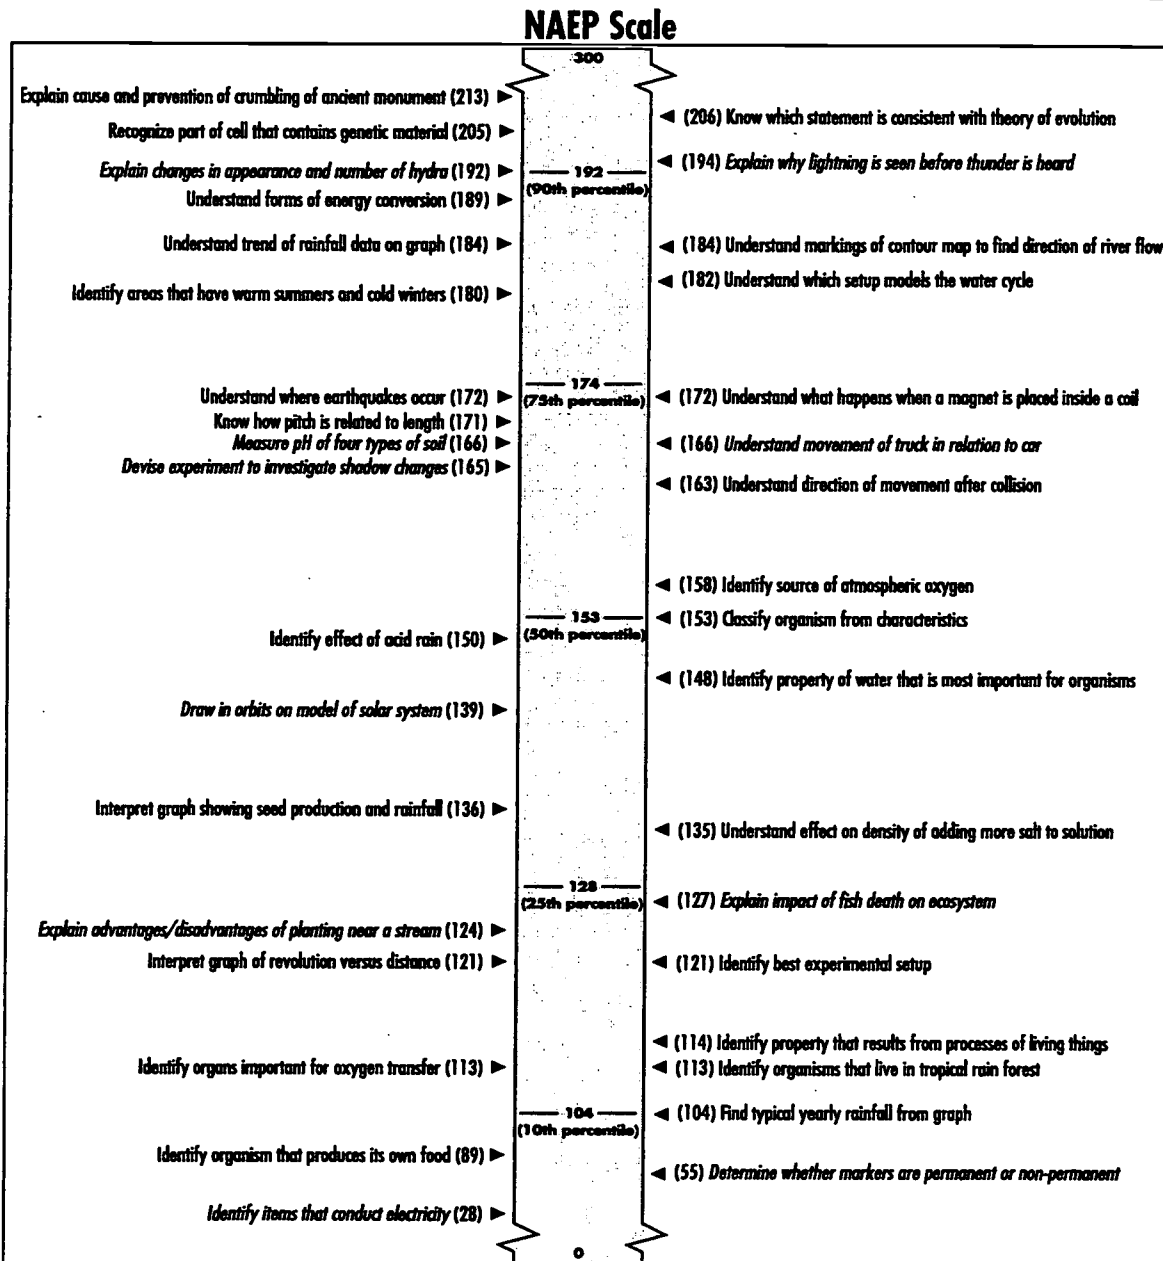 NAEP Scale
300
Explain cause and prevention of crumbling of ancient monument (213) ►
◄ (206) Know which statement is consistent with theory of evolution
Recognize part of cell that contains genetic material (205) ►
◄ (194) Explain why lightning is seen before thunder is heard
Explain changes in appearance and number of hydra (192) ►
192
(90th percentile)
Understand forms of energy conversion (189) ►
Understand trend of rainfall data on graph (184) ►
◄ (184) Understand markings of contour map to find direction of river flow
◄ (182) Understand which setup models the water cycle
Identify areas that have warm summers and cold winters (180) ►
174
(75th percentile)
Understand where earthquakes occur (172) ►
◄ (172) Understand what happens when a magnet is placed inside a coil
Know how pitch is related to length (171) ►
Measure pH of four types of soil (166) ►
◄ (166) Understand movement of truck in relation to car
Devise experiment to investigate shadow changes (165) ►
◄ (163) Understand direction of movement after collision
◄ (158) Identify source of atmospheric oxygen
153
(50th percentile)
◄ (153) Classify organism from characteristics
Identify effect of acid rain (150) ►
◄ (148) Identify property of water that is most important for organisms
Draw in orbits on model of solar system (139) ►
Interpret graph showing seed production and rainfall (136) ►
◄ (135) Understand effect on density of adding more salt to solution
128
(25th percentile)
◄ (127) Explain impact of fish death on ecosystem
Explain advantages/disadvantages of planting near a stream (124) ►
Interpret graph of revolution versus distance (121) ►
◄ (121) Identify best experimental setup
◄ (114) Identify property that results from processes of living things
Identify organs important for oxygen transfer (113) ►
◄ (113) Identify organisms that live in tropical rain forest
104
(10th percentile)
◄ (104) Find typical yearly rainfall from graph
Identify organism that produces its own food (89) ►
◄ (55) Determine whether markers are permanent or non-permanent
Identify items that conduct electricity (28) ►
0